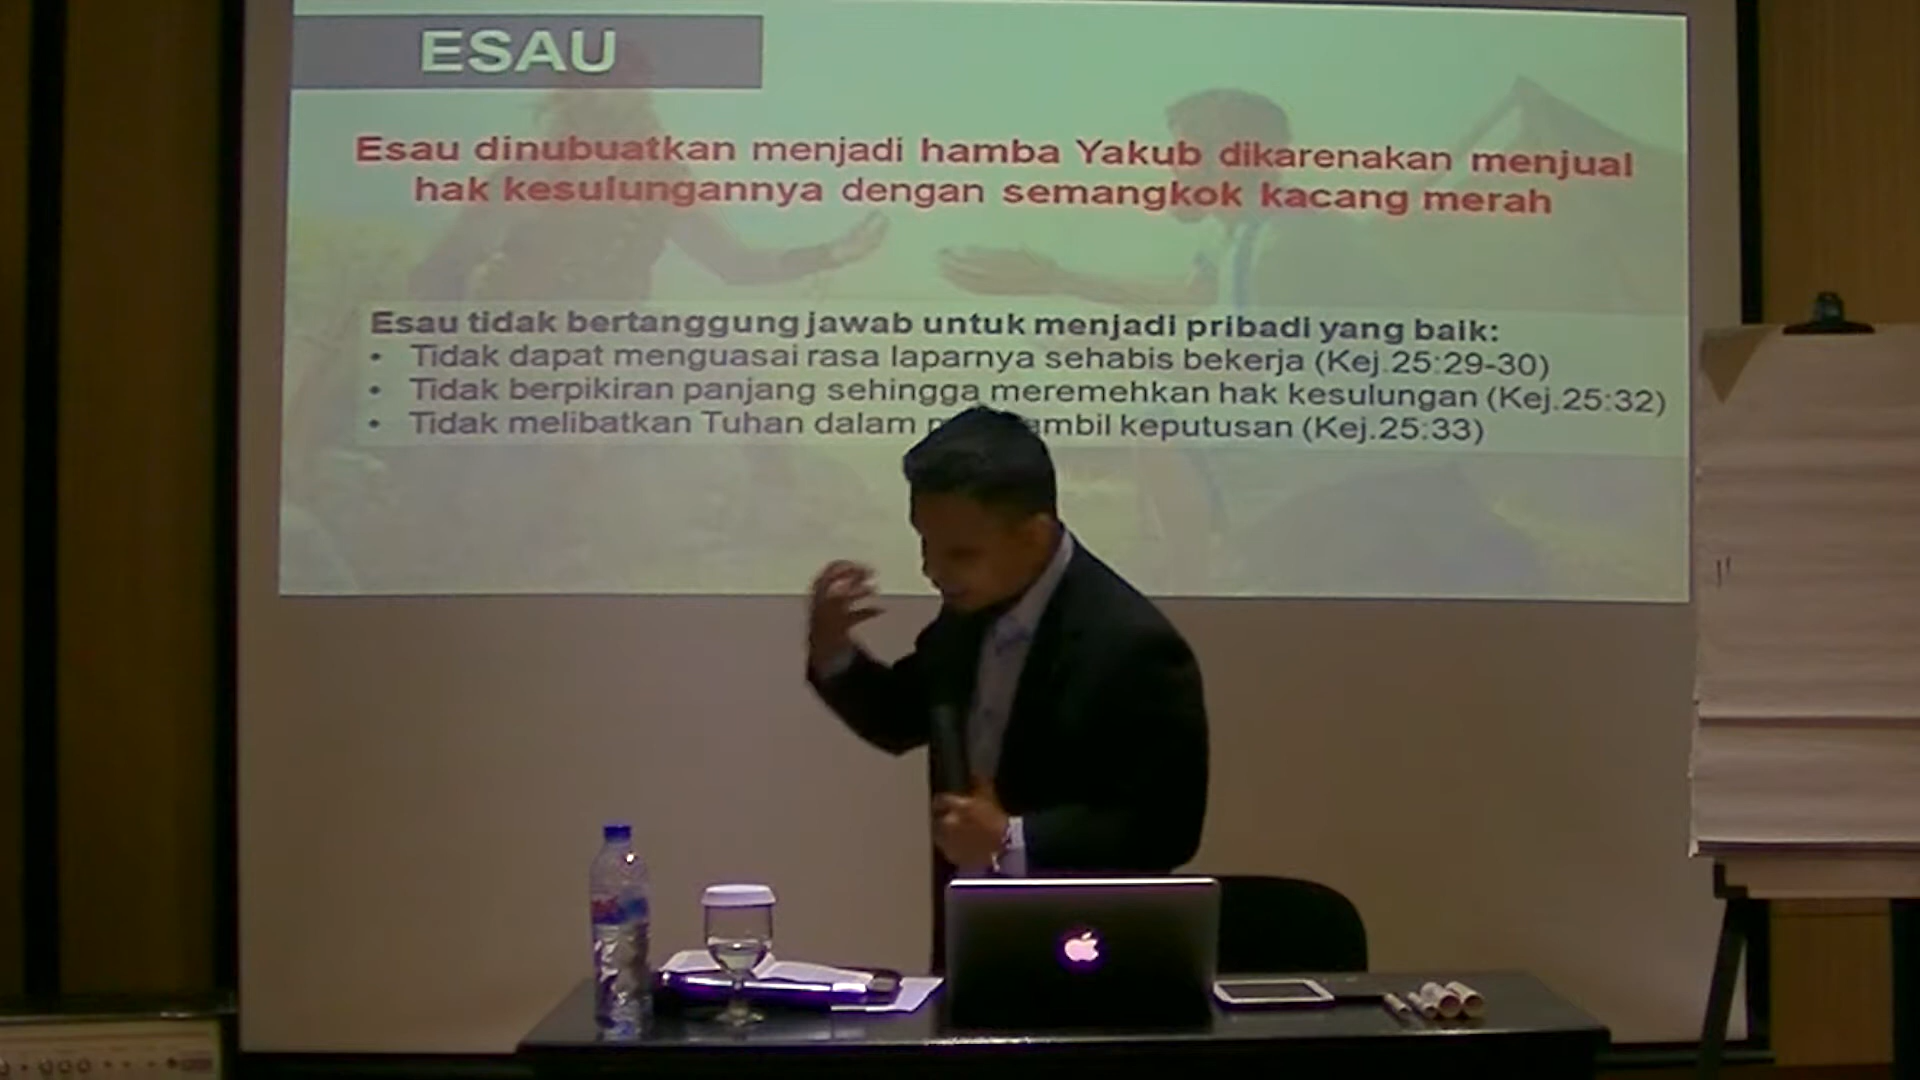 ESAU
Esau dinubuatkan menjadi hamba Yakub dikarenakan menjual
hak kesulungannya dengan semangkok kacang merah
Esau tidak bertanggung jawab untuk menjadi pribadi yang baik:
• Tidak dapat menguasai rasa laparnya sehabis bekerja (Kej.25:29-30)
• Tidak berpikiran panjang sehingga meremehkan hak kesulungan (Kej.25:32)
• Tidak melibatkan Tuhan dalam keputusan (Kej.25:33)